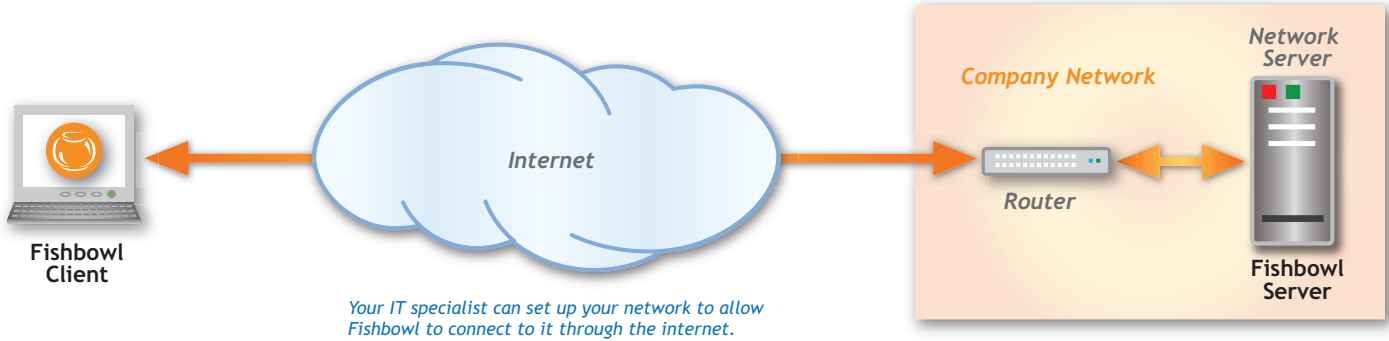 Fishbowl
Client
Internet
Your IT specialist can set up your network to allow
Fishbowl to connect to it through the internet.
Company Network
Router
Network
Server
Fishbowl
Server